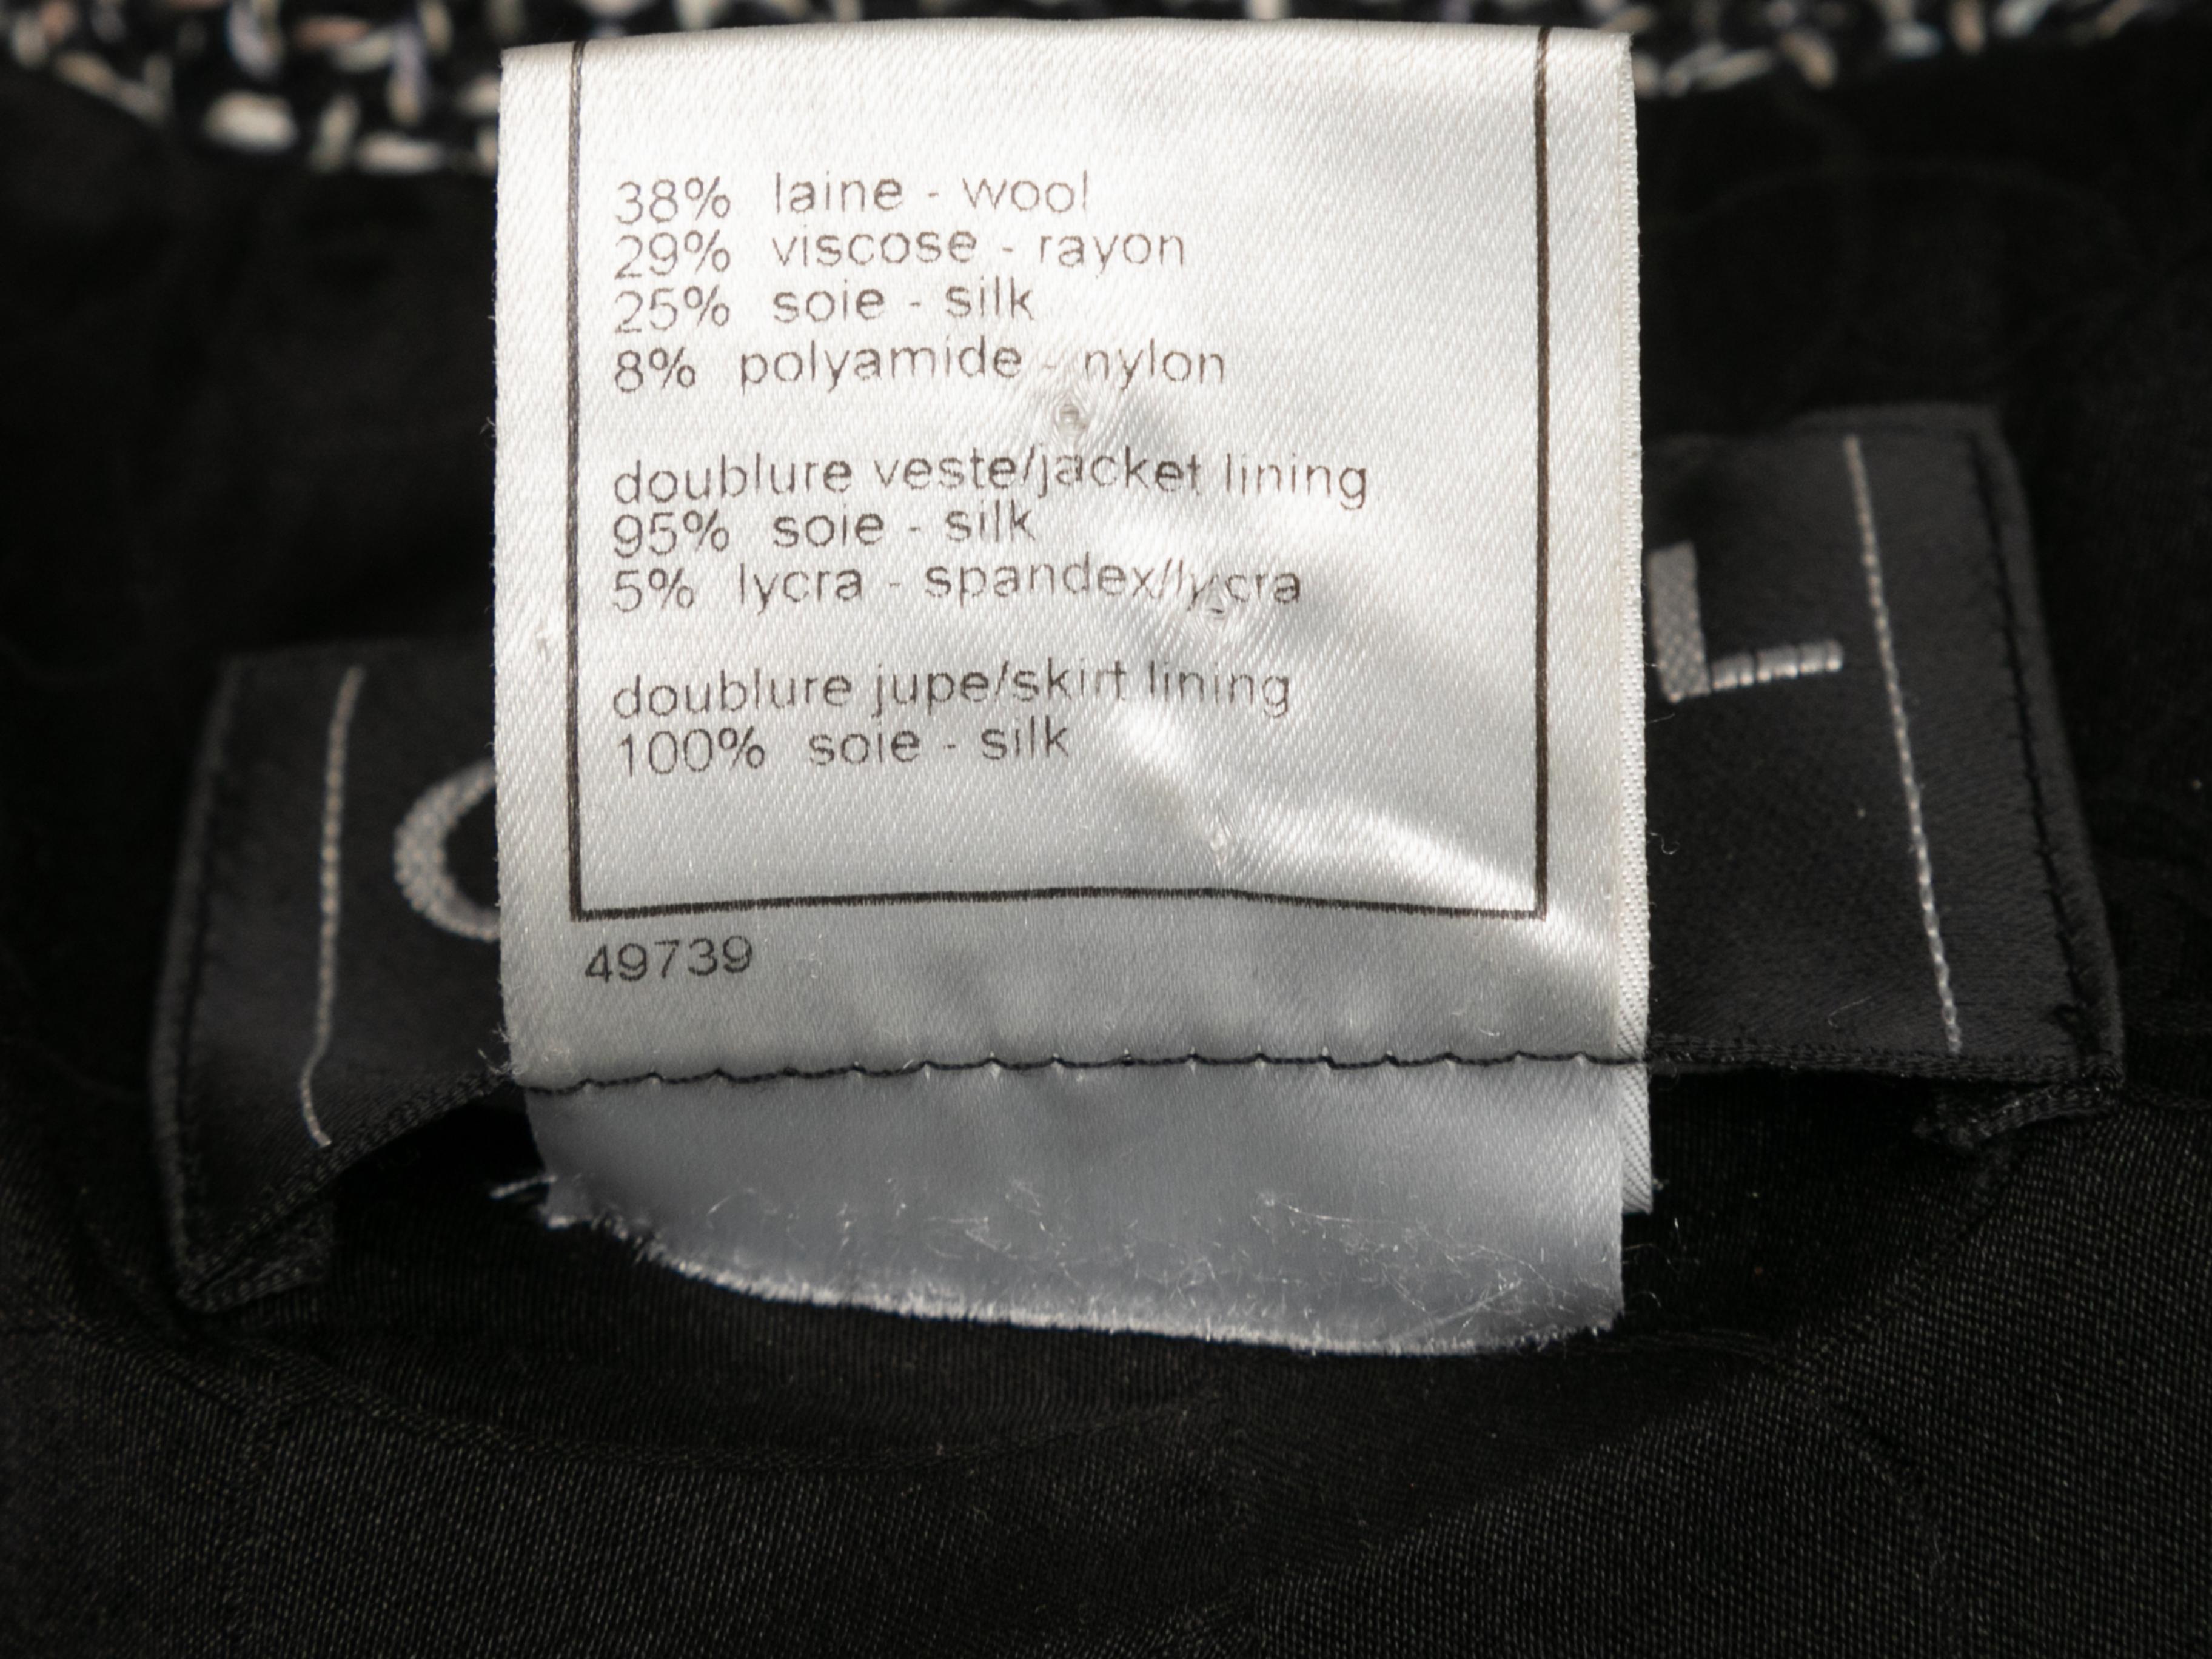 38% laine - wool
29% viscose - rayon
25% soie - silk
8% polyamide - nylon
doublure veste/jacket lining
95% soie - silk
5% lycra - spandex/lycra
doublure jupe/skirt lining
100% soie - silk
49739
C
L